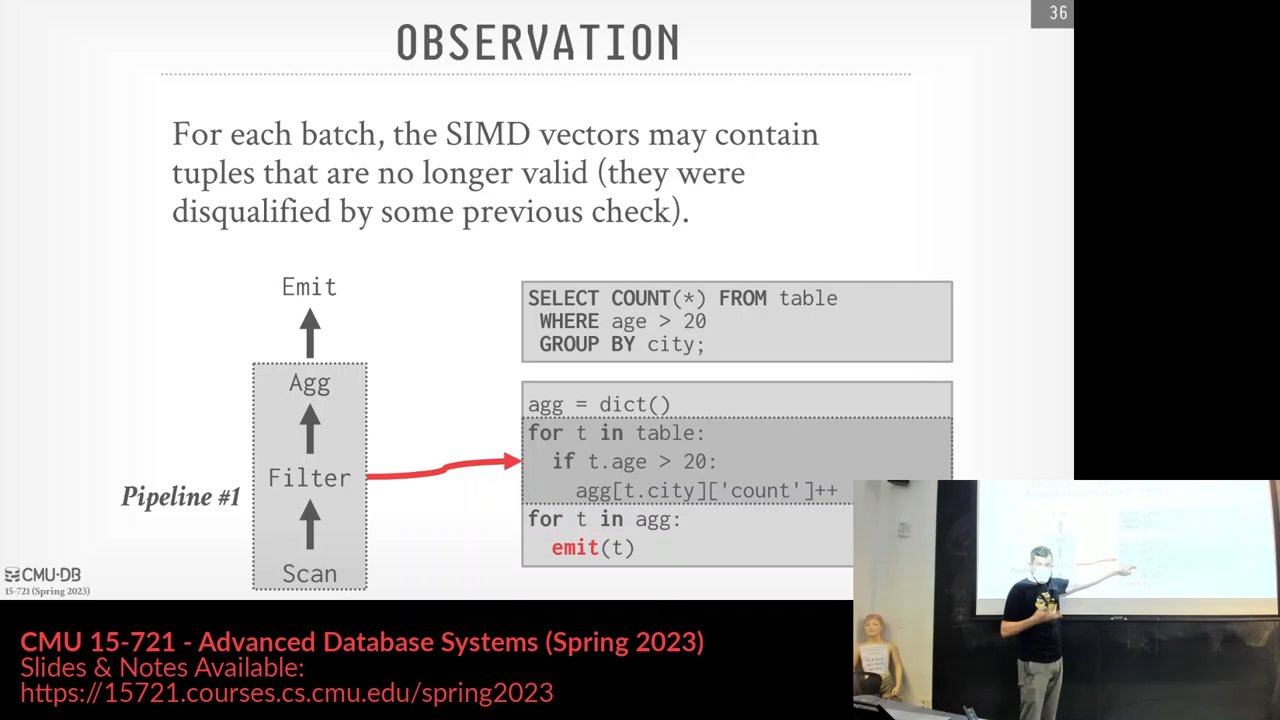 36
OBSERVATION
For each batch, the SIMD vectors may contain
tuples that are no longer valid (they were
disqualified by some previous check).
Emit
Agg
Filter
Scan
Pipeline #1
SELECT COUNT(*) FROM table
WHERE age > 20
GROUP BY city;
agg = dict()
for t in table:
if t.age > 20:
agg[t.city]['count']++
for t in agg:
emit(t)
CMU·DB
15-721 (Spring 2023)
CMU 15-721 - Advanced Database Systems (Spring 2023)
Slides & Notes Available:
https://15721.courses.cs.cmu.edu/spring2023